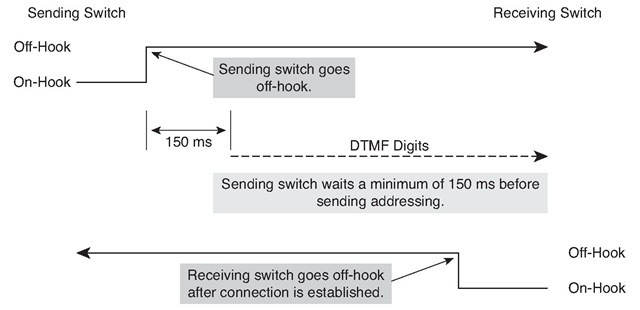 Sending Switch
Receiving Switch
Off-Hook
On-Hook
Sending switch goes
off-hook.
150 ms
DTMF Digits
Sending switch waits a minimum of 150 ms before
sending addressing.
Off-Hook
Receiving switch goes off-hook
after connection is established.
On-Hook